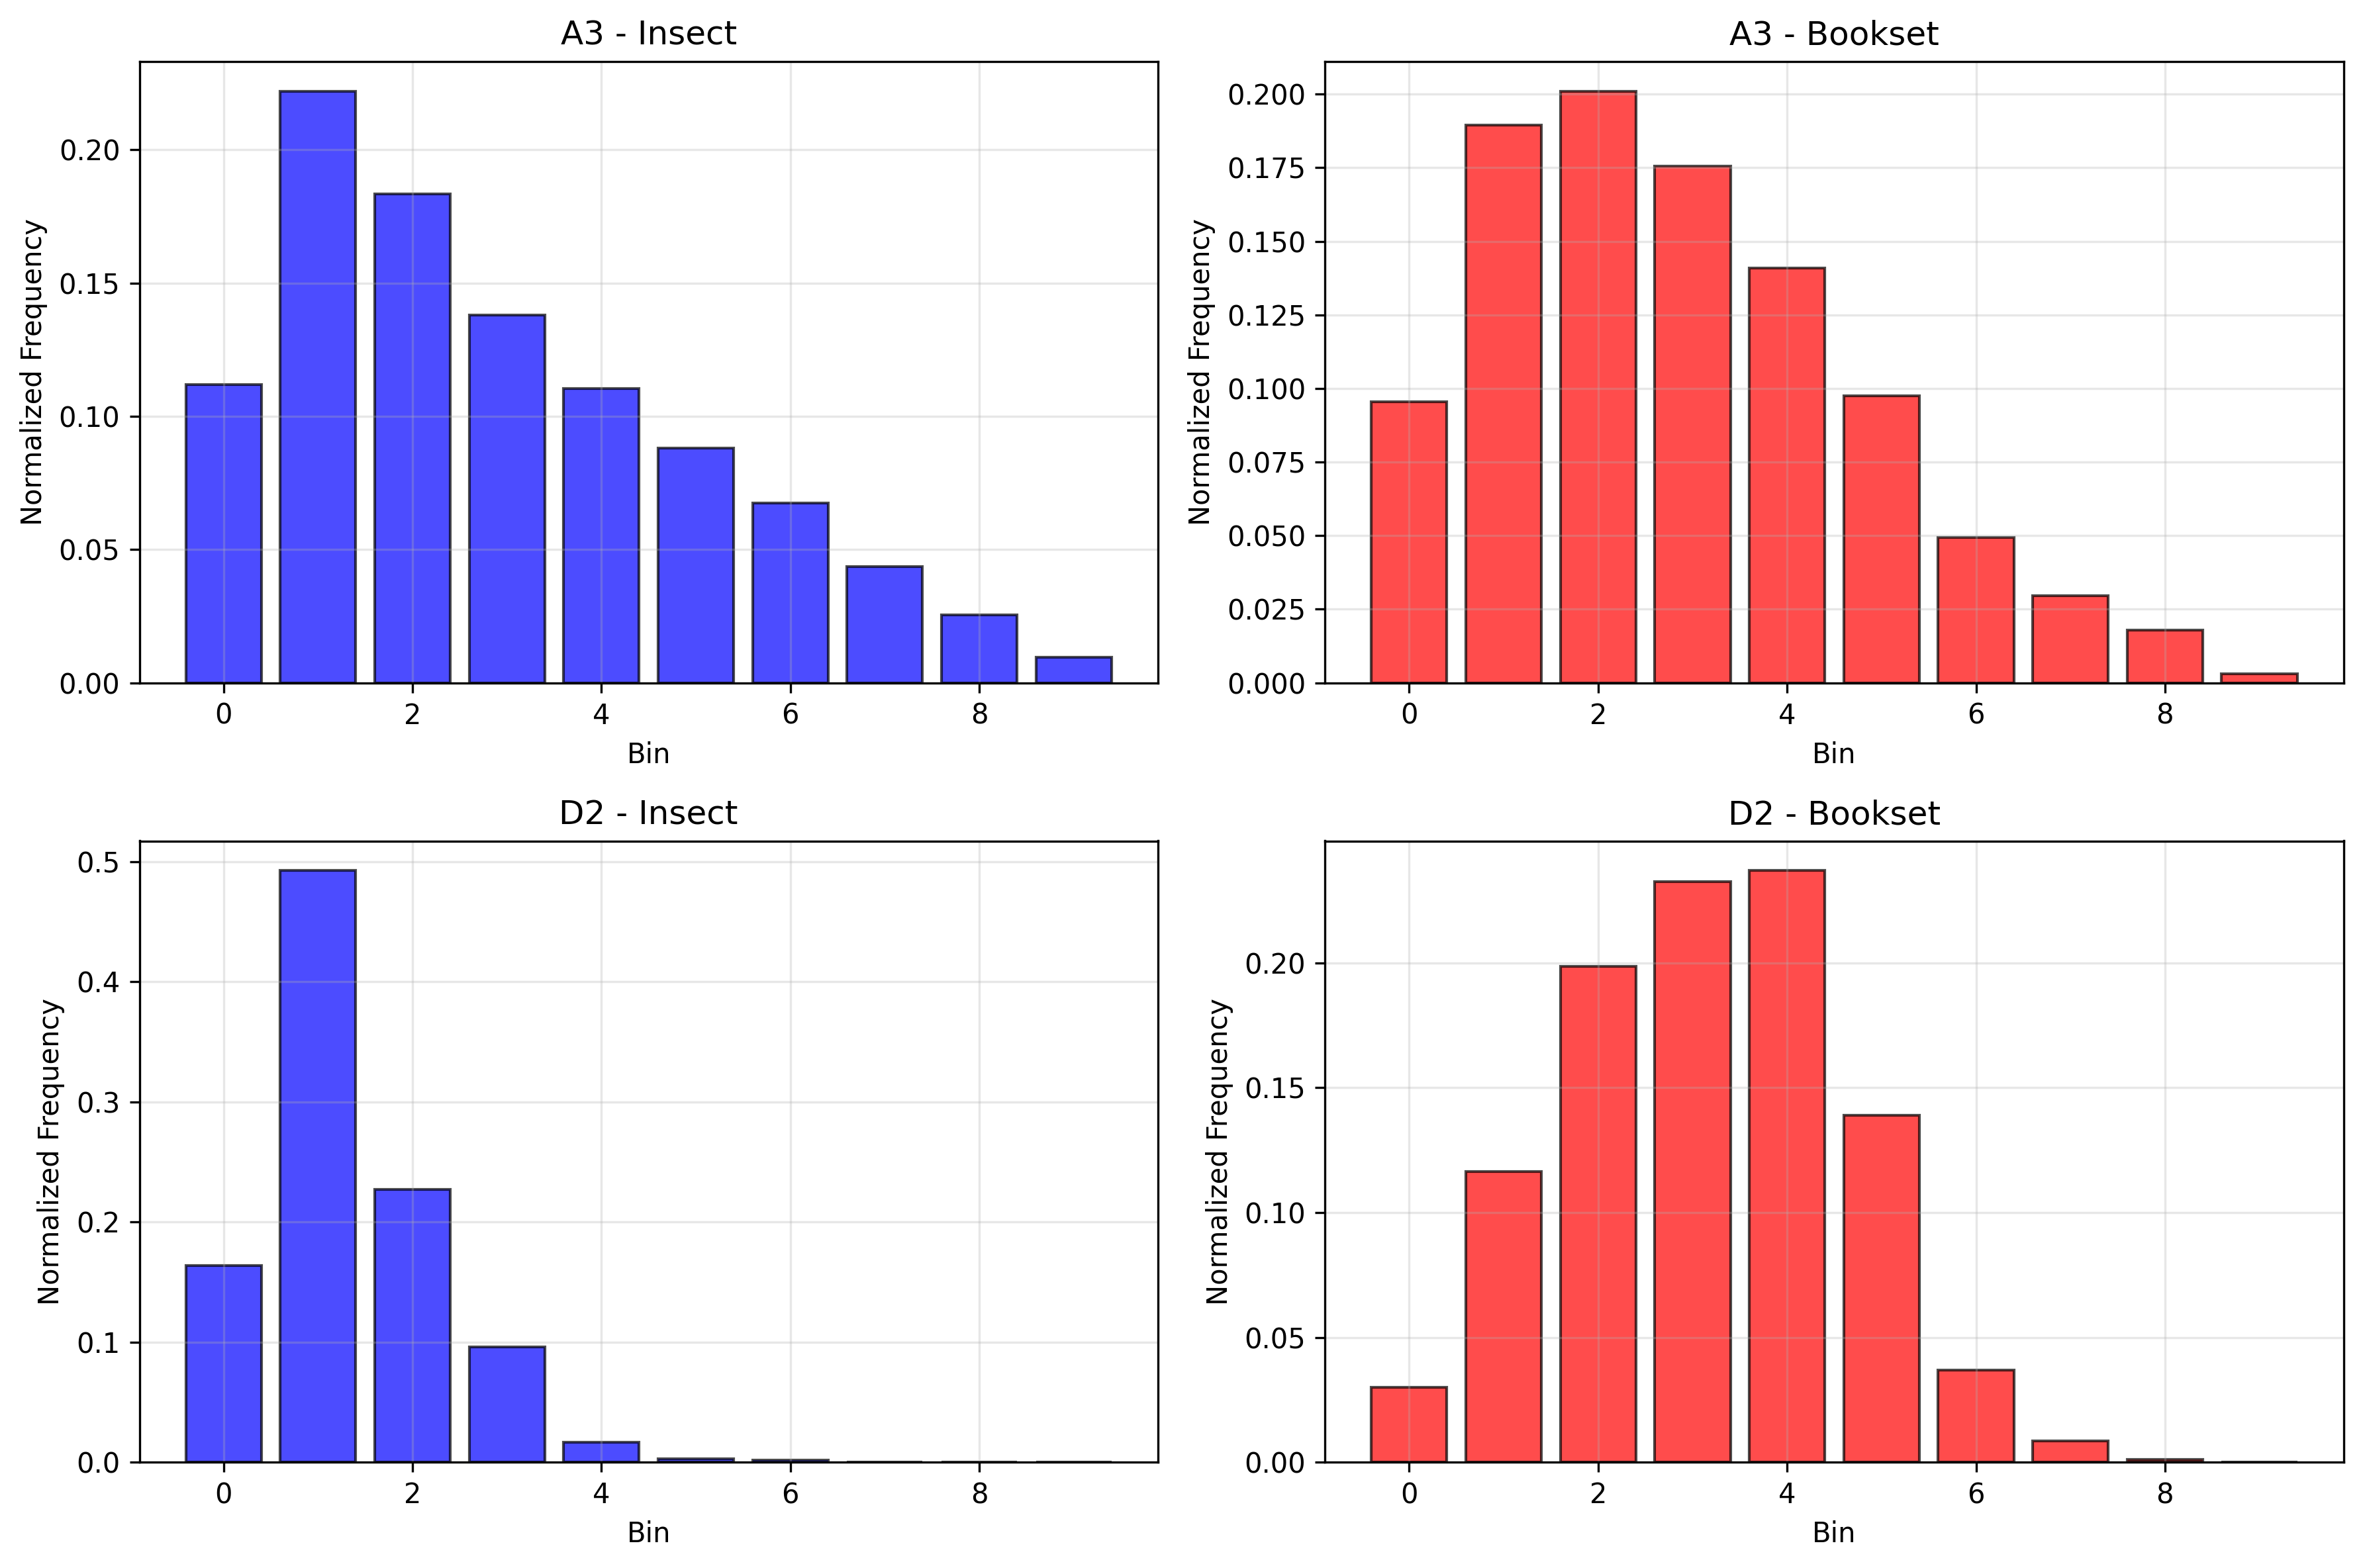 A3 - Insect
Normalized Frequency
0.20
0.15
0.10
0.05
0.00
0 2 4 6 8
Bin
A3 - Bookset
Normalized Frequency
0.200
0.175
0.150
0.125
0.100
0.075
0.050
0.025
0.000
0 2 4 6 8
Bin
D2 - Insect
Normalized Frequency
0.5
0.4
0.3
0.2
0.1
0.0
0 2 4 6 8
Bin
D2 - Bookset
Normalized Frequency
0.20
0.15
0.10
0.05
0.00
0 2 4 6 8
Bin